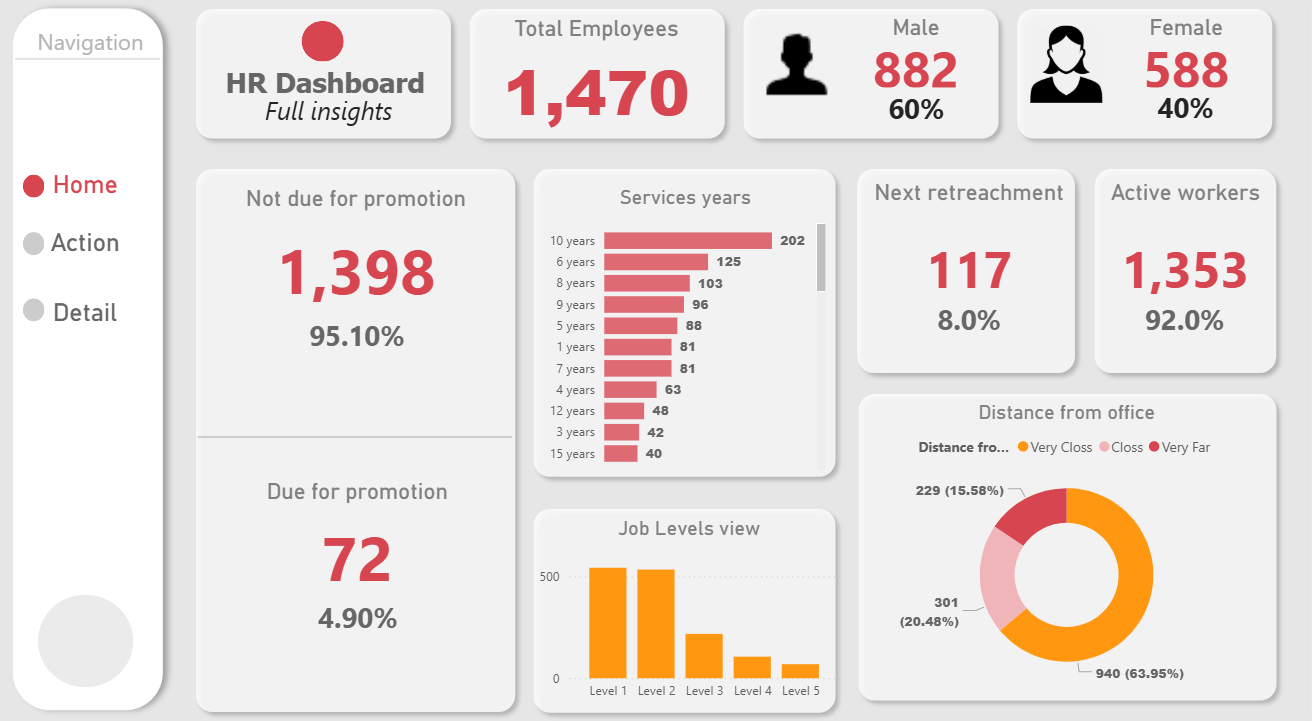 Navigation
Home
Action
Detail
HR Dashboard
Full insights
Total Employees
1,470
Male
882
60%
Female
588
40%
Not due for promotion
1,398
95.10%
Due for promotion
72
4.90%
Services years
10 years 202
6 years 125
8 years 103
9 years 96
5 years 88
1 years 81
7 years 81
4 years 63
12 years 48
3 years 42
15 years 40
Job Levels view
500
0
Level 1 Level 2 Level 3 Level 4 Level 5
Next retreachment
117
8.0%
Active workers
1,353
92.0%
Distance from office
Distance fro... Very Closs Closs Very Far
229 (15.58%)
301
(20.48%)
940 (63.95%)